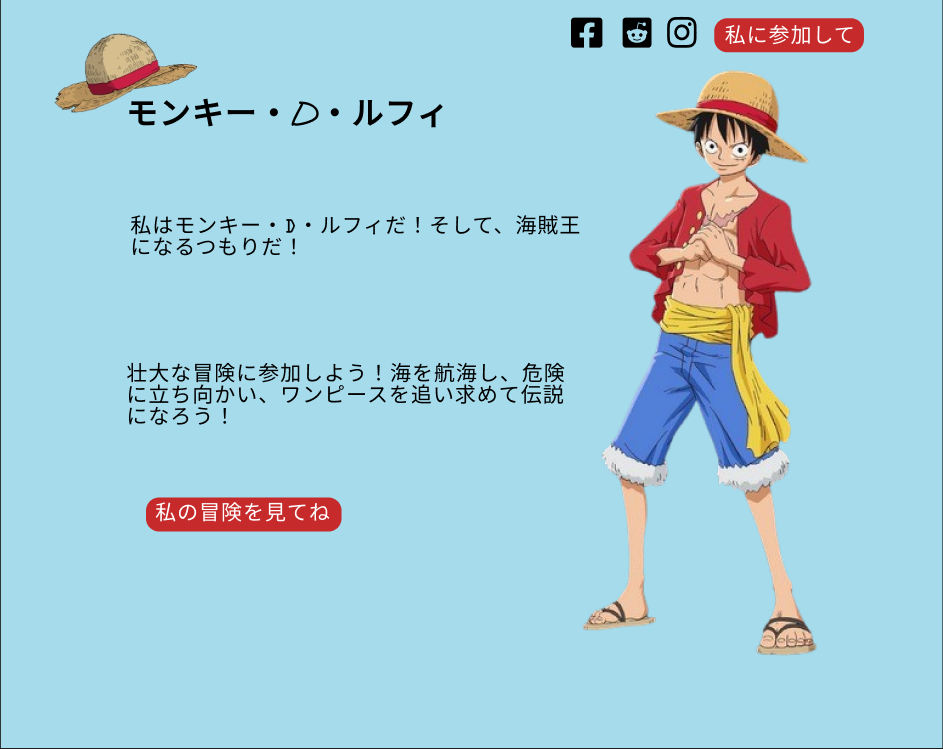 私に参加して
モンキー・D・ルフィ
私はモンキー・D・ルフィだ！そして、海賊王
になるつもりだ！
壮大な冒険に参加しよう！海を航海し、危険
に立ち向かい、ワンピースを追い求めて伝説
になろう！
私の冒険を見てね